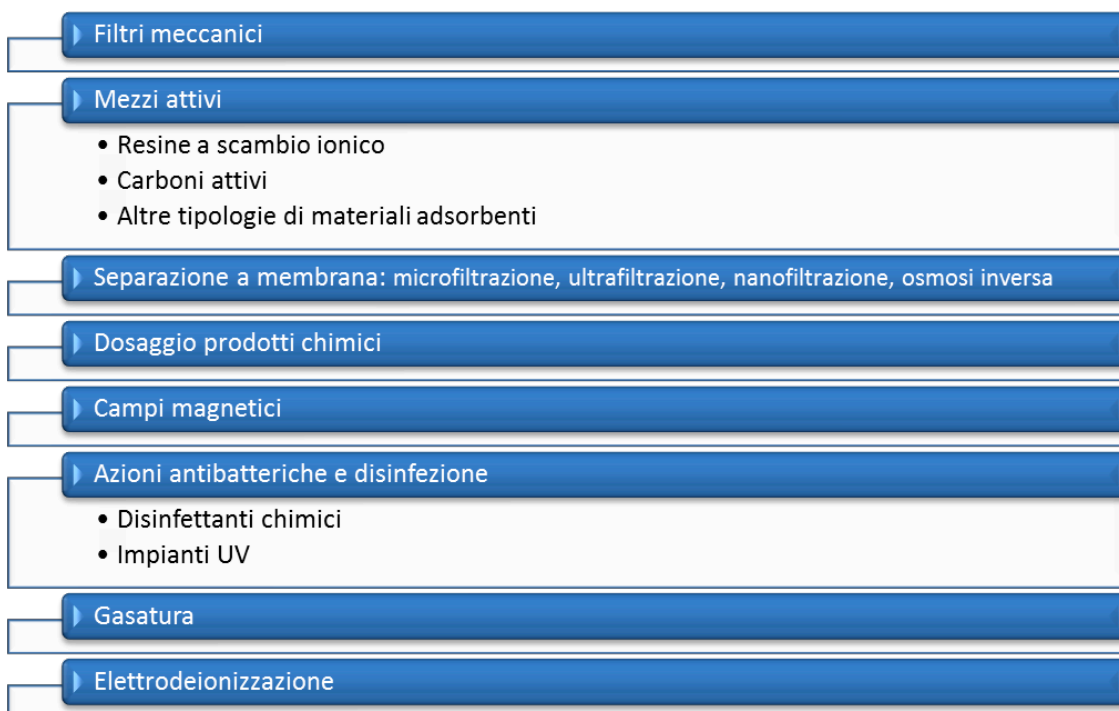 Filtri meccanici
Mezzi attivi
• Resine a scambio ionico
• Carboni attivi
• Altre tipologie di materiali adsorbenti
Separazione a membrana: microfiltrazione, ultrafiltrazione, nanofiltrazione, osmosi inversa
Dosaggio prodotti chimici
Campi magnetici
Azioni antibatteriche e disinfezione
• Disinfettanti chimici
• Impianti UV
Gasatura
Elettrodeionizzazione